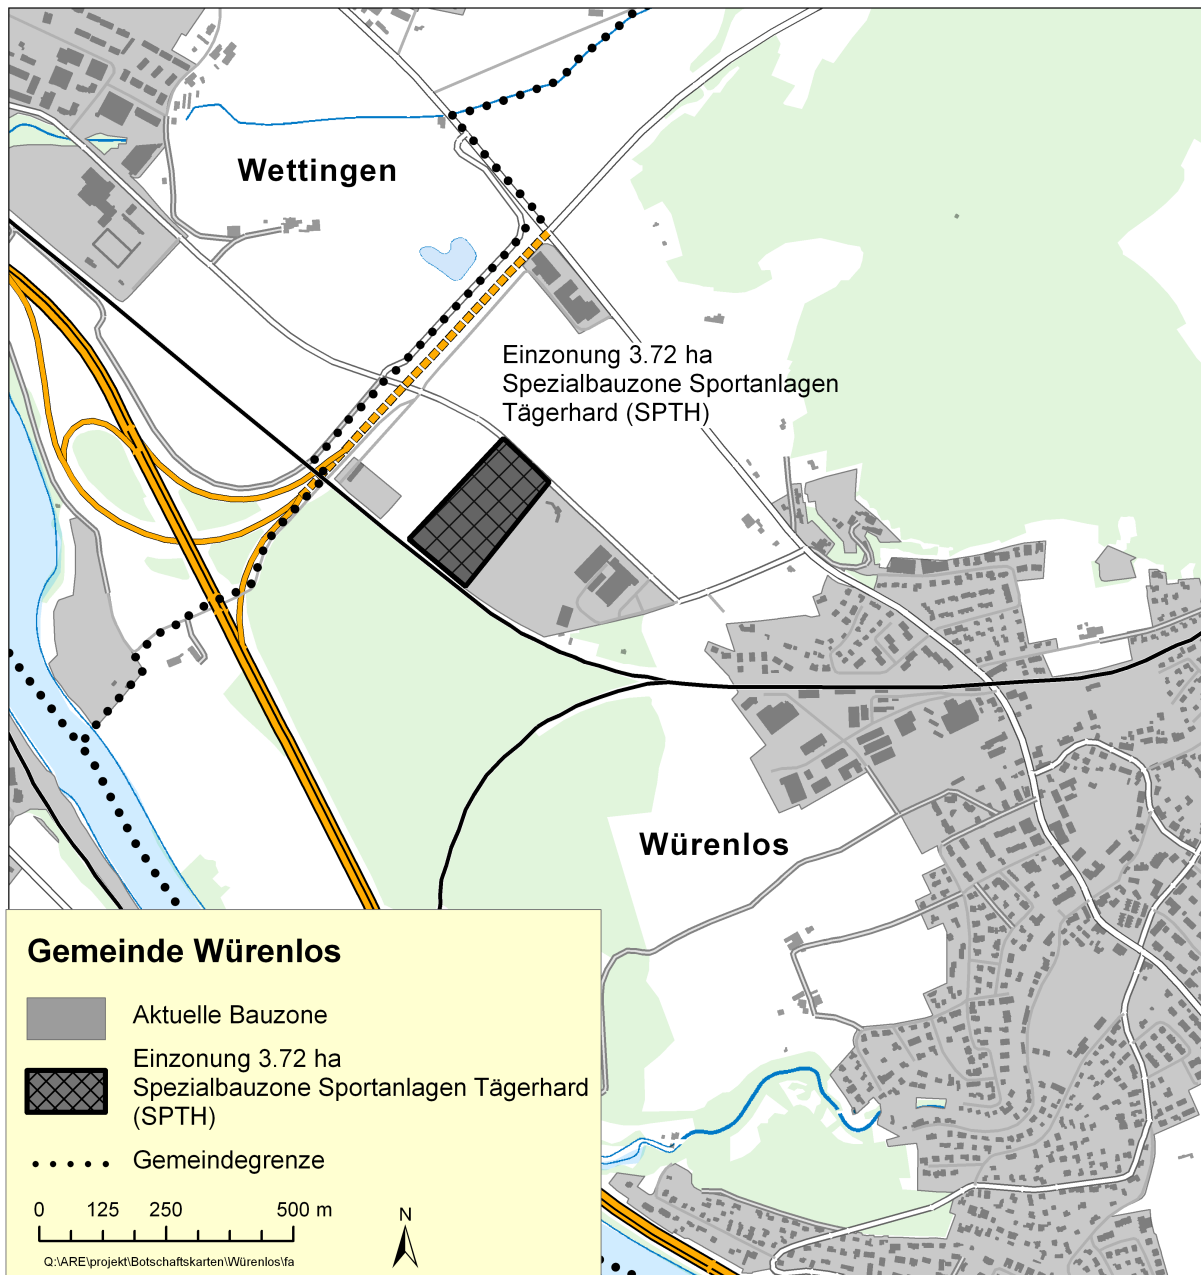 Wettingen
Einzonung 3.72 ha
Spezialbauzone Sportanlagen
Tägerhard (SPTH)
Würenlos
Gemeinde Würenlos
Aktuelle Bauzone
Einzonung 3.72 ha
Spezialbauzone Sportanlagen Tägerhard
(SPTH)
Gemeindegrenze
0 125 250 500 m
N
Q:\ARE\projekt\Botschaftskarten\Würenlos\fa